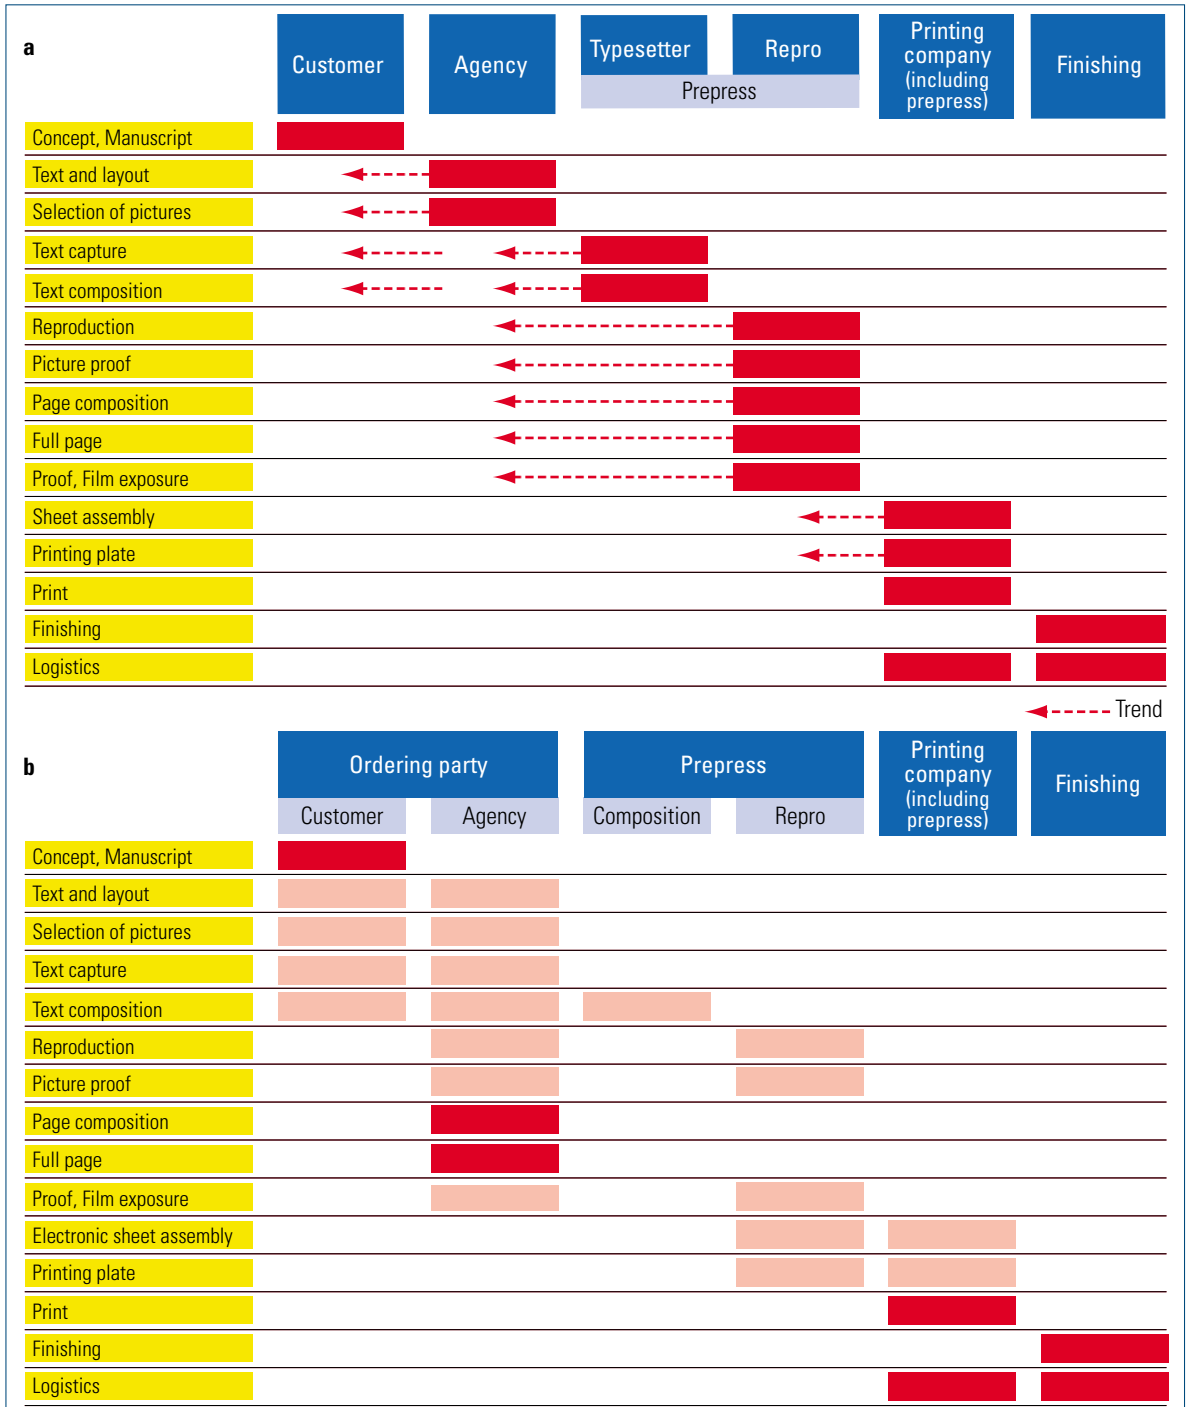 a
Customer
Agency
Typesetter
Repro
Prepress
Printing
company
(including
prepress)
Finishing
Concept, Manuscript
Text and layout
Selection of pictures
Text capture
Text composition
Reproduction
Picture proof
Page composition
Full page
Proof, Film exposure
Sheet assembly
Printing plate
Print
Finishing
Logistics
Trend
b
Ordering party
Customer
Agency
Prepress
Composition
Repro
Printing
company
(including
prepress)
Finishing
Concept, Manuscript
Text and layout
Selection of pictures
Text capture
Text composition
Reproduction
Picture proof
Page composition
Full page
Proof, Film exposure
Electronic sheet assembly
Printing plate
Print
Finishing
Logistics